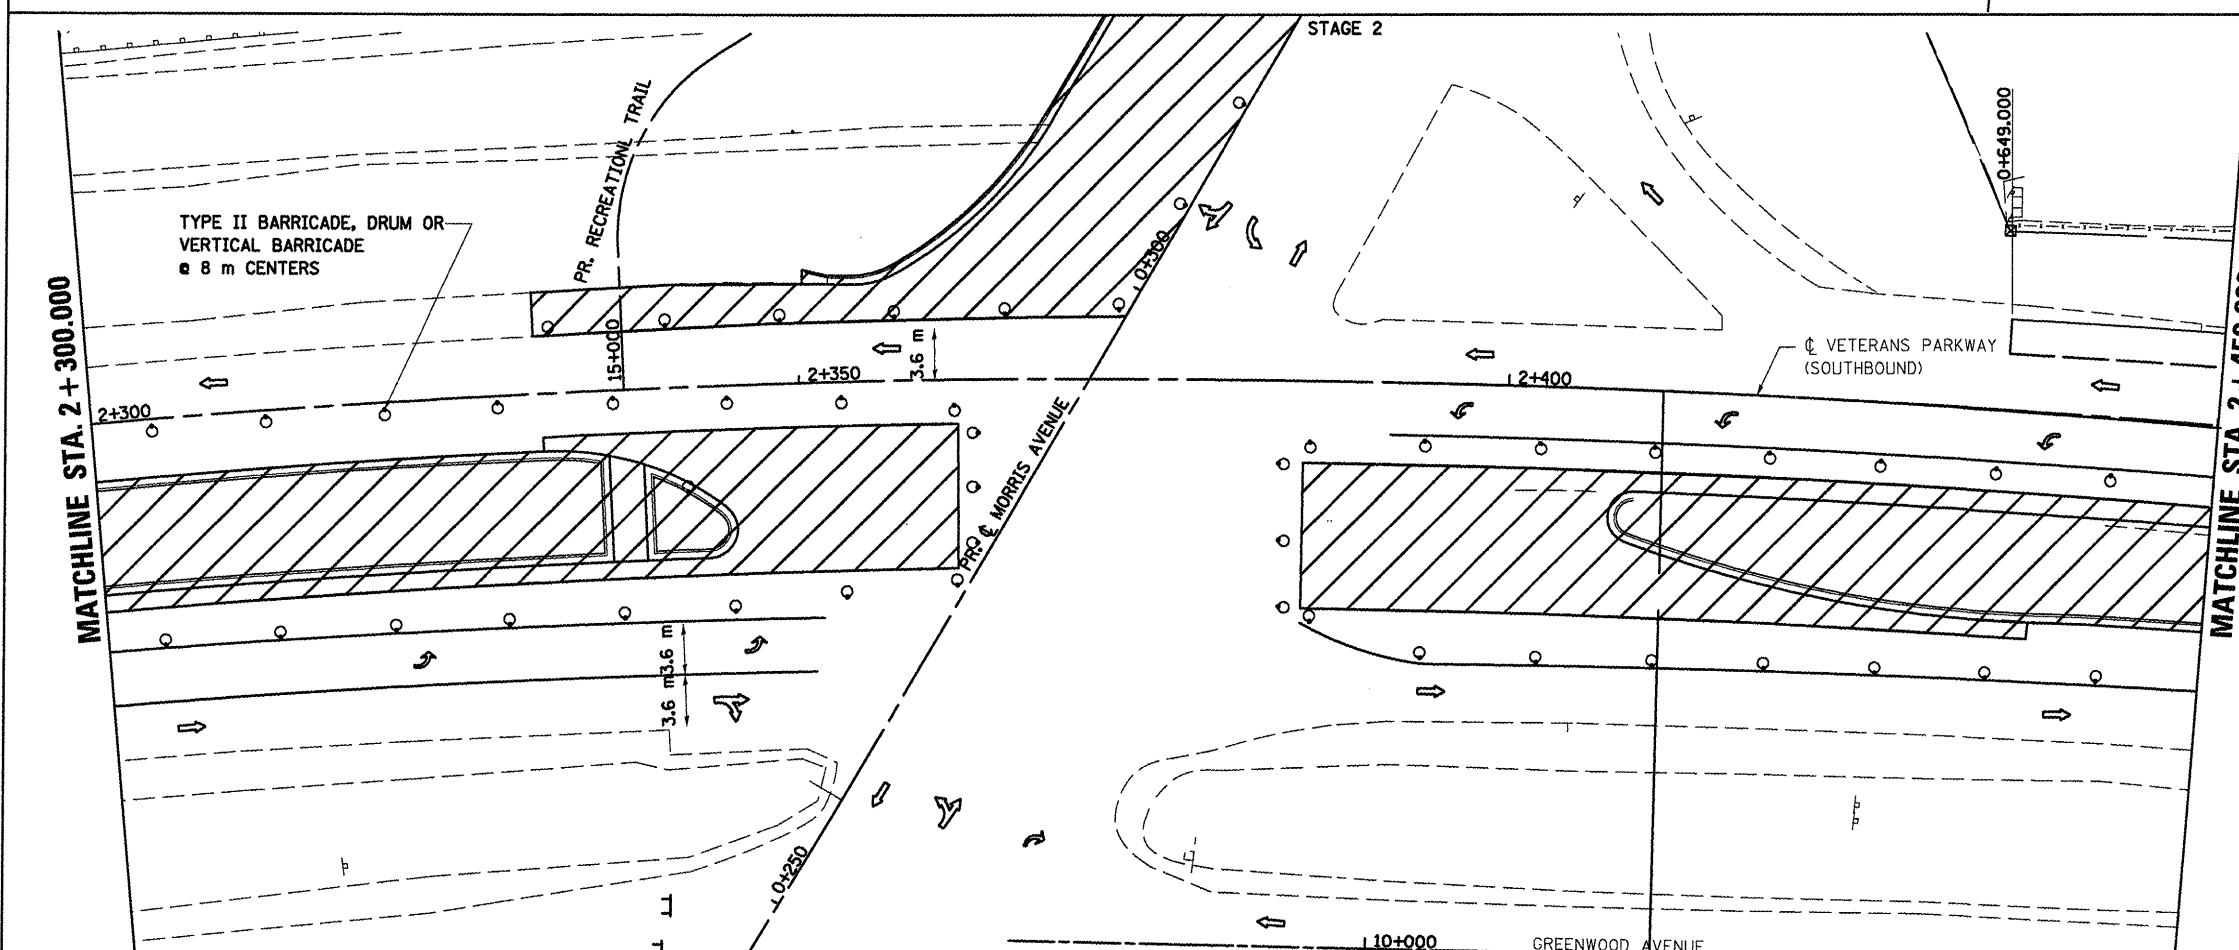 STAGE 2
PR. RECREATIONL TRAIL
0+649.000
TYPE II BARRICADE, DRUM OR
VERTICAL BARRICADE
@ 8 m CENTERS
0+300
MATCHLINE STA. 2+300.000
15+000
3.6 m
2+350
℄ VETERANS PARKWAY
(SOUTHBOUND)
2+400
2+300
PR. ℄ MORRIS AVENUE
MATCHLINE STA.
3.6 m
3.6 m
0+250
10+000
GREENWOOD AVENUE